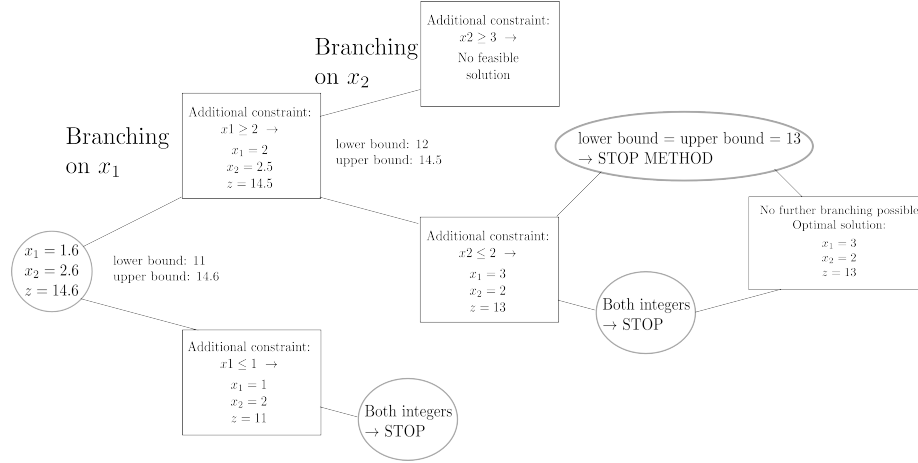 Additional constraint:
x2 ≥ 3 →
No feasible
solution
Branching
on x₂
Additional constraint:
x1 ≥ 2 →
x₁ = 2
x₂ = 2.5
z = 14.5
Branching
on x₁
lower bound: 12
upper bound: 14.5
lower bound = upper bound = 13
→ STOP METHOD
No further branching possible
Optimal solution:
x₁ = 3
x₂ = 2
z = 13
Additional constraint:
x2 ≤ 2 →
x₁ = 3
x₂ = 2
z = 13
x₁ = 1.6
x₂ = 2.6
z = 14.6
lower bound: 11
upper bound: 14.6
Both integers
→ STOP
Additional constraint:
x1 ≤ 1 →
x₁ = 1
x₂ = 2
z = 11
Both integers
→ STOP